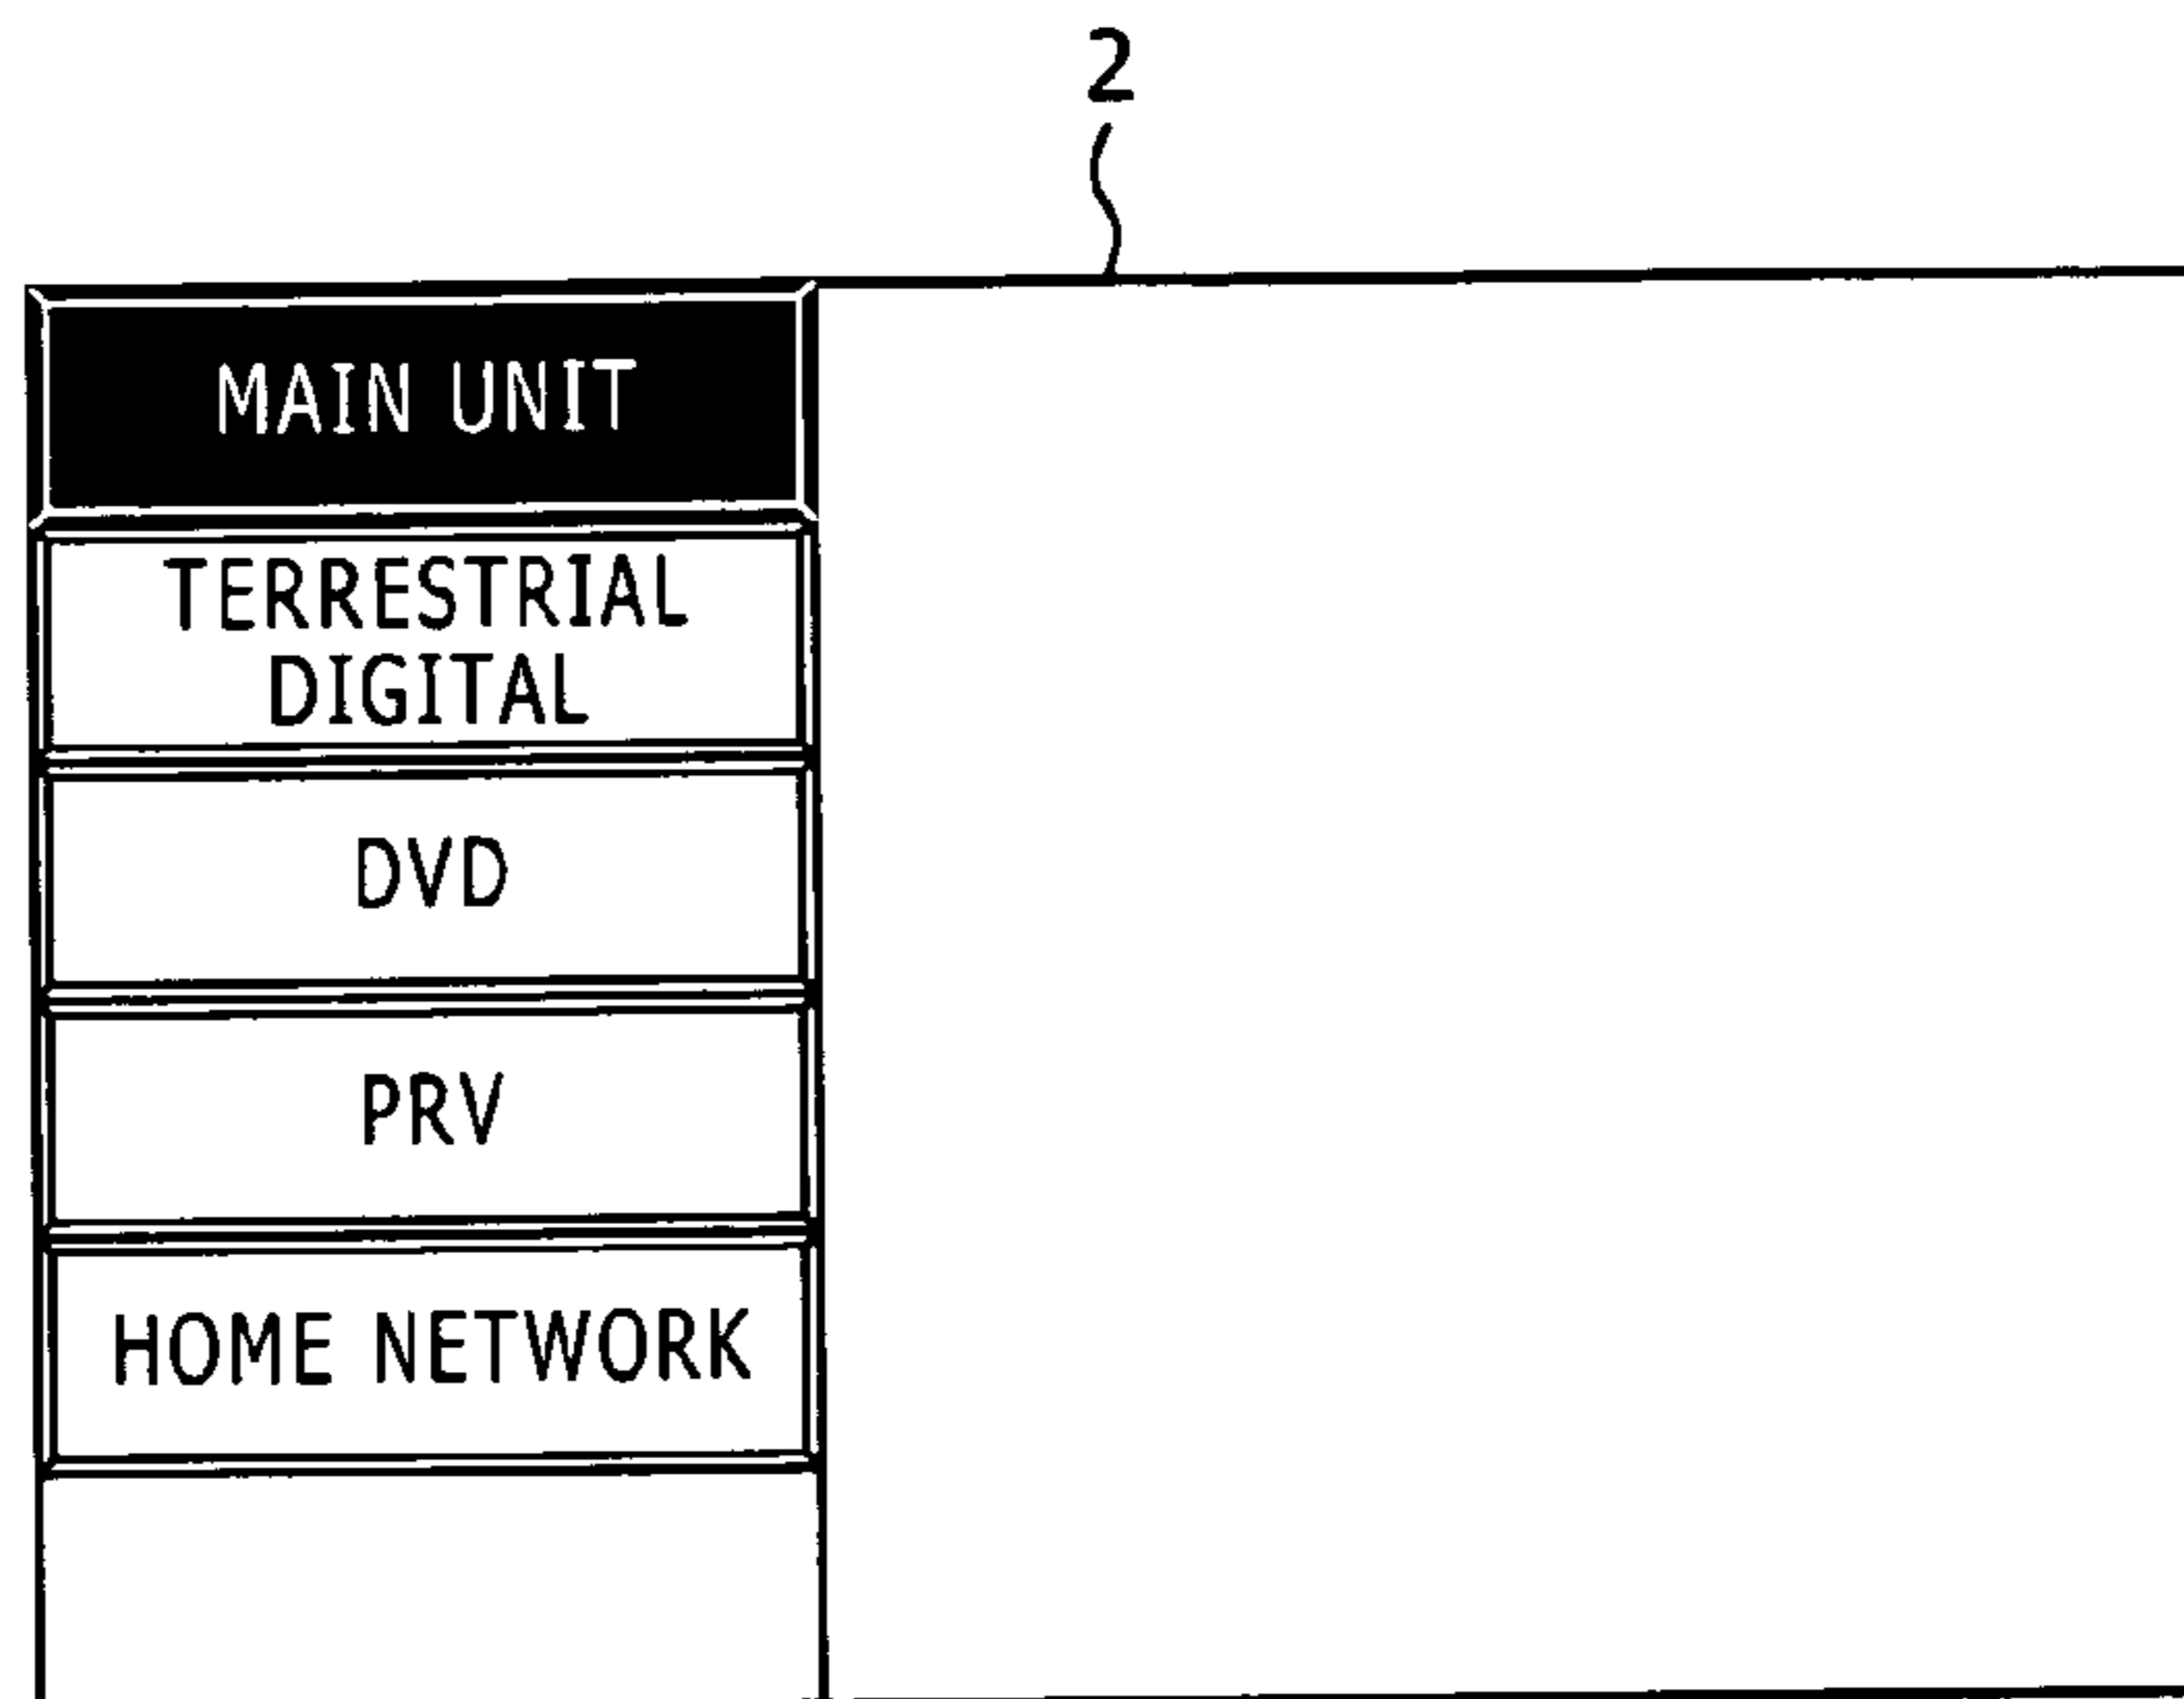 2
MAIN UNIT
TERRESTRIAL
DIGITAL
DVD
PRV
HOME NETWORK